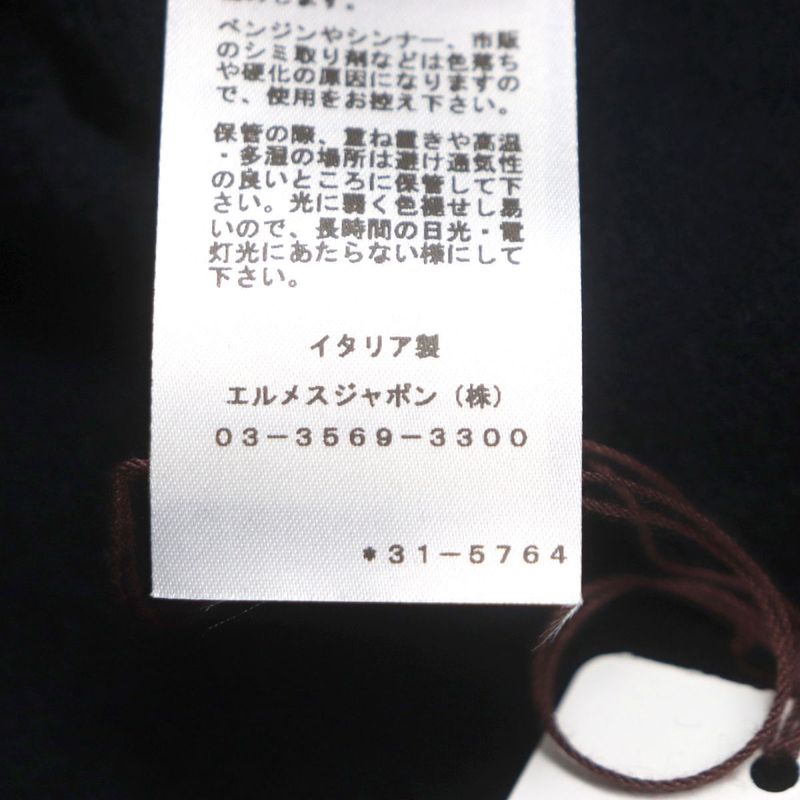 します。
ベンジンやシンナー、市販
のシミ取り剤などは色落ち
や硬化の原因になりますの
で、使用をお控え下さい。
保管の際、重ね置きや高温
・多湿の場所は避け通気性
の良いところに保管して下
さい。光に弱く色褪せし易
いので、長時間の日光・電
灯光にあたらない様にして
下さい。
イタリア製
エルメスジャポン（株）
03-3569-3300
*31-5764